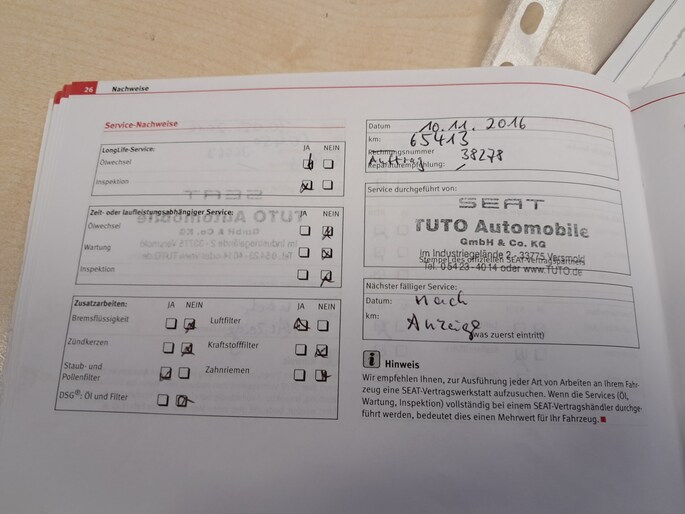 26 Nachweise
Service-Nachweise
LongLife-Service: JA NEIN
Ölwechsel
Inspektion
Zeit- oder laufleistungsabhängiger Service:
JA NEIN
Ölwechsel
Wartung
Inspektion
Zusatzarbeiten: JA NEIN JA NEIN
Bremsflüssigkeit Luftfilter
Zündkerzen Kraftstofffilter
Staub- und
Pollenfilter Zahnriemen
DSG®: Öl und Filter
Datum 10.11. 2016
km: 65413
Rechnungsnummer 38278
Auftrag
Reparaturempfehlung:
Service durchgeführt von:
SEAT
TUTO Automobile
GmbH & Co. KG
im Industriegelände 2 - 33775 Versmold
Stempel des offiziellen SEAT-Vertragspartners
Tel. 05423 - 4014 oder www.TUTO.de
Nächster fälliger Service:
Datum: nach
km: Anzeige
(was zuerst eintritt)
Hinweis
Wir empfehlen Ihnen, zur Ausführung jeder Art von Arbeiten an Ihrem Fahr-
zeug eine SEAT-Vertragswerkstatt aufzusuchen. Wenn die Services (Öl,
Wartung, Inspektion) vollständig bei einem SEAT-Vertragshändler durchge-
führt werden, bedeutet dies einen Mehrwert für Ihr Fahrzeug.